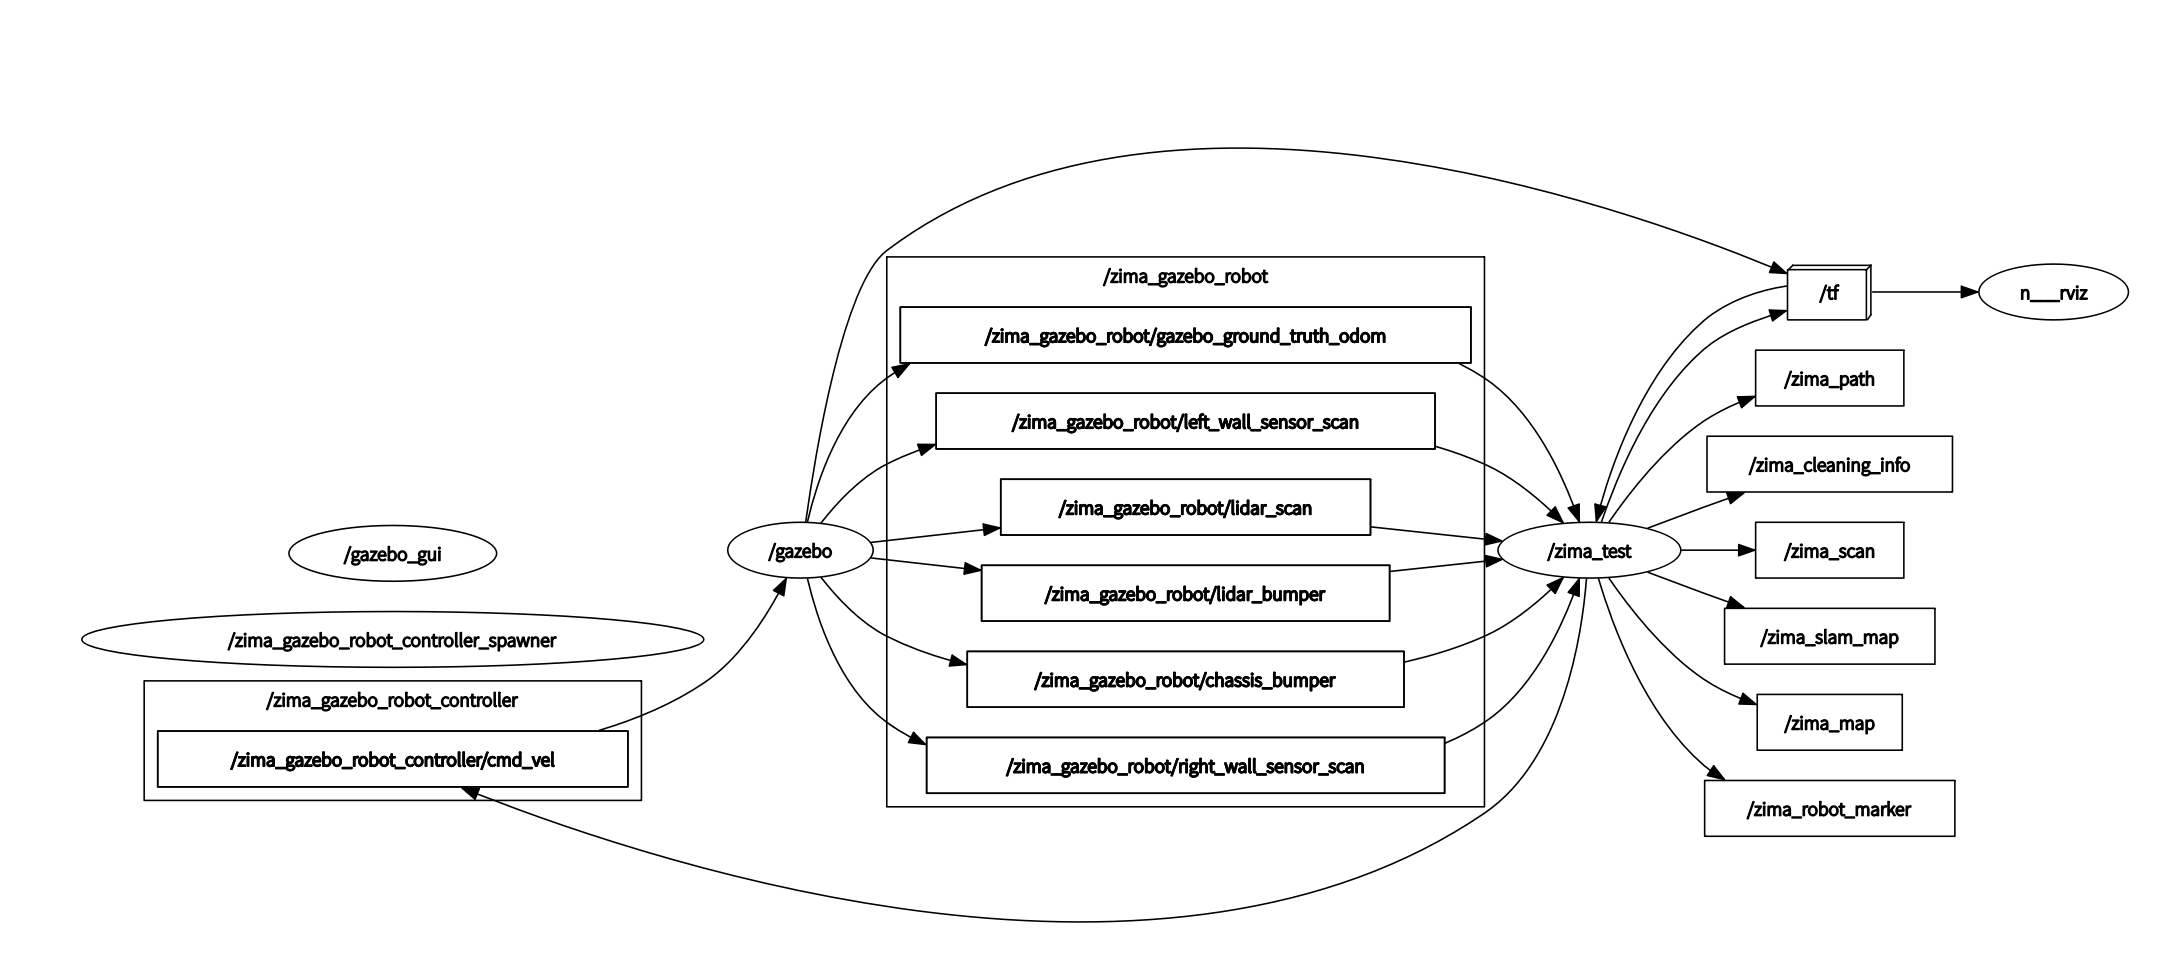 /gazebo_gui
/zima_gazebo_robot_controller_spawner
/zima_gazebo_robot_controller
/zima_gazebo_robot_controller/cmd_vel
/gazebo
/zima_gazebo_robot
/zima_gazebo_robot/gazebo_ground_truth_odom
/zima_gazebo_robot/left_wall_sensor_scan
/zima_gazebo_robot/lidar_scan
/zima_gazebo_robot/lidar_bumper
/zima_gazebo_robot/chassis_bumper
/zima_gazebo_robot/right_wall_sensor_scan
/zima_test
/tf
/zima_path
/zima_cleaning_info
/zima_scan
/zima_slam_map
/zima_map
/zima_robot_marker
n___rviz